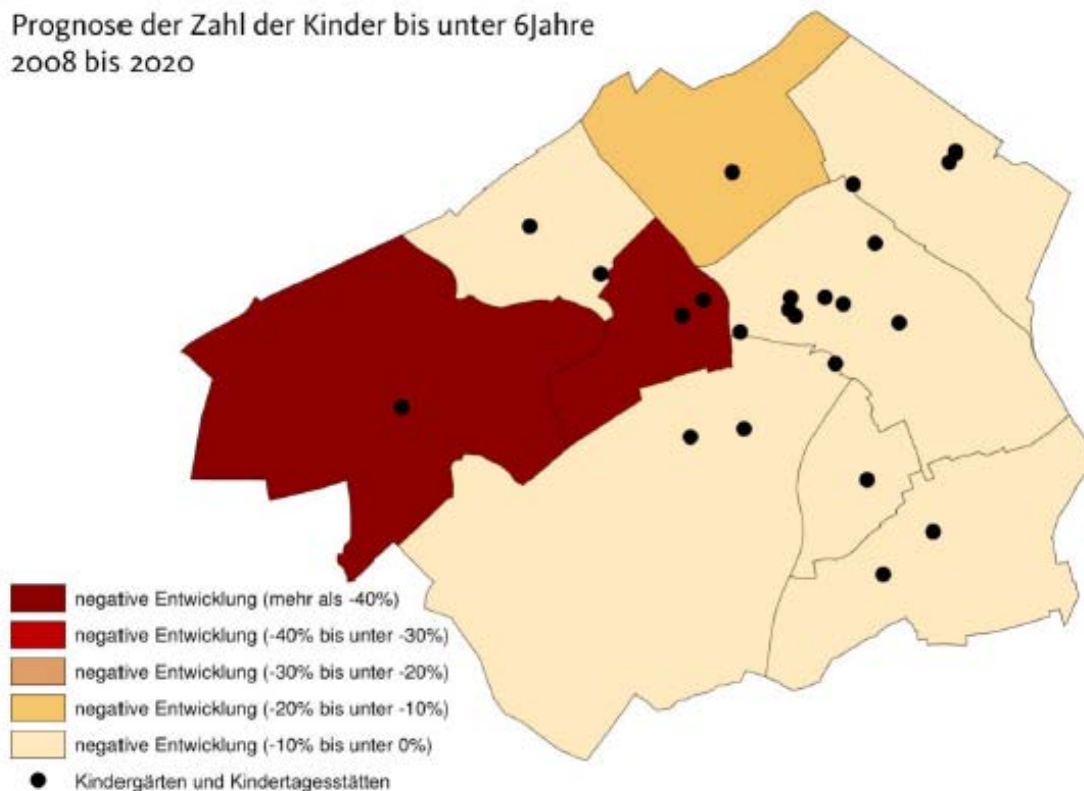 Prognose der Zahl der Kinder bis unter 6Jahre
2008 bis 2020
negative Entwicklung (mehr als -40%)
negative Entwicklung (-40% bis unter -30%)
negative Entwicklung (-30% bis unter -20%)
negative Entwicklung (-20% bis unter -10%)
negative Entwicklung (-10% bis unter 0%)
Kindergärten und Kindertagesstätten